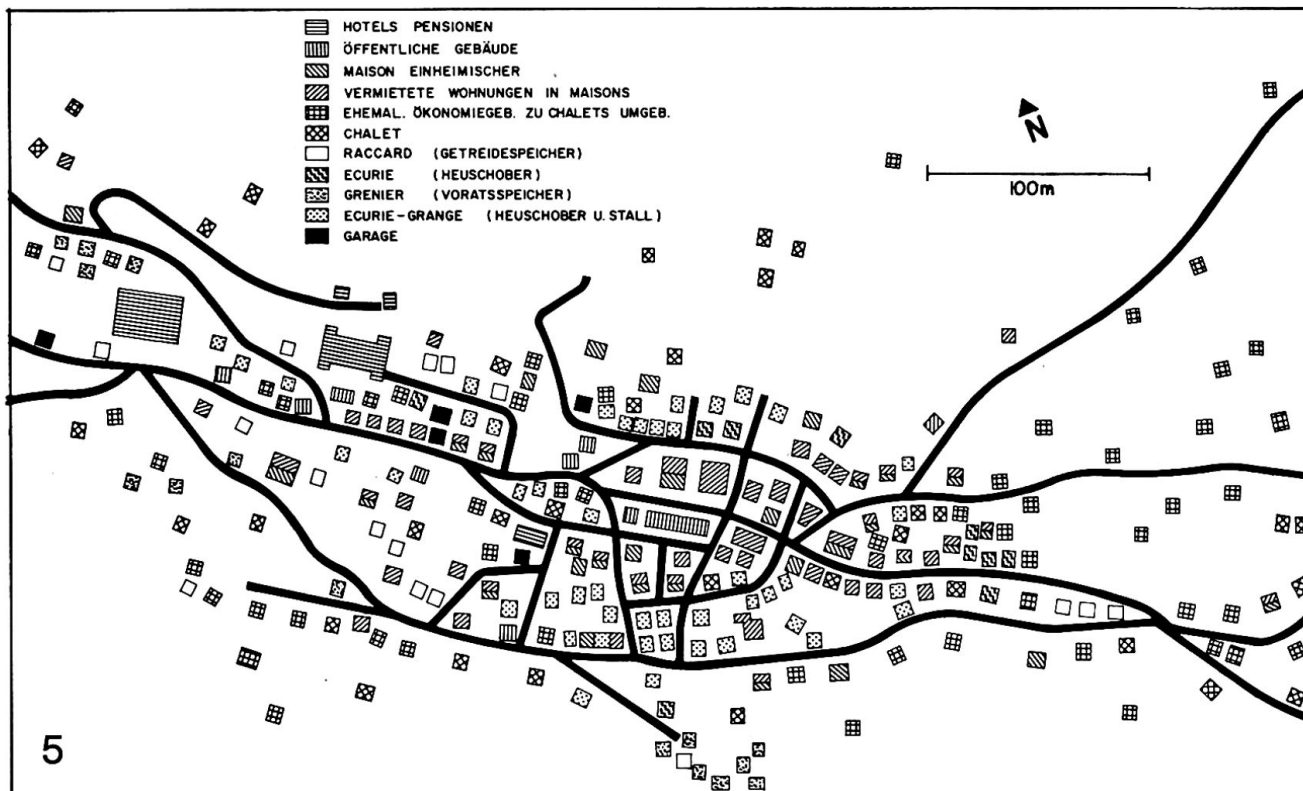 HOTELS PENSIONEN
ÖFFENTLICHE GEBÄUDE
MAISON EINHEIMISCHER
VERMIETETE WOHNUNGEN IN MAISONS
EHEMAL. ÖKONOMIEGEB. ZU CHALETS UMGEB.
CHALET
RACCARD (GETREIDESPEICHER)
ECURIE (HEUSCHOBER)
GRENIER (VORATSSPEICHER)
ECURIE-GRANGE (HEUSCHOBER U. STALL)
GARAGE
N
100m
5